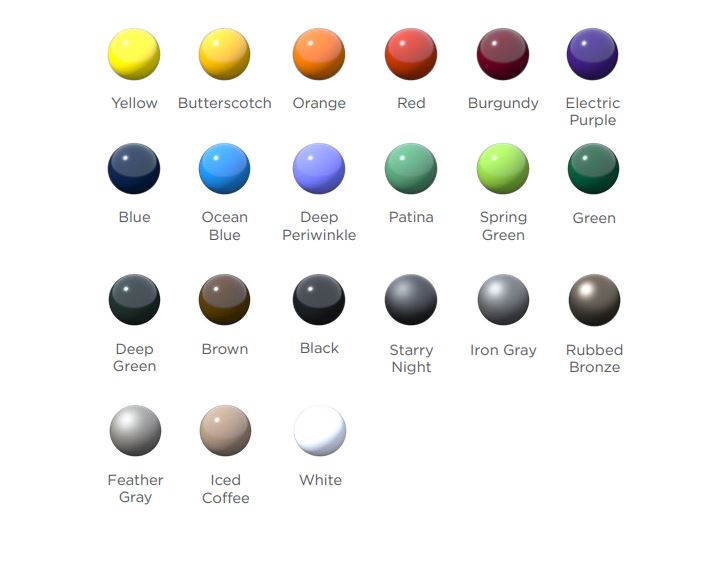 Yellow
Butterscotch
Orange
Red
Burgundy
Electric
Purple
Blue
Ocean
Blue
Deep
Periwinkle
Patina
Spring
Green
Green
Deep
Green
Brown
Black
Starry
Night
Iron Gray
Rubbed
Bronze
Feather
Gray
Iced
Coffee
White